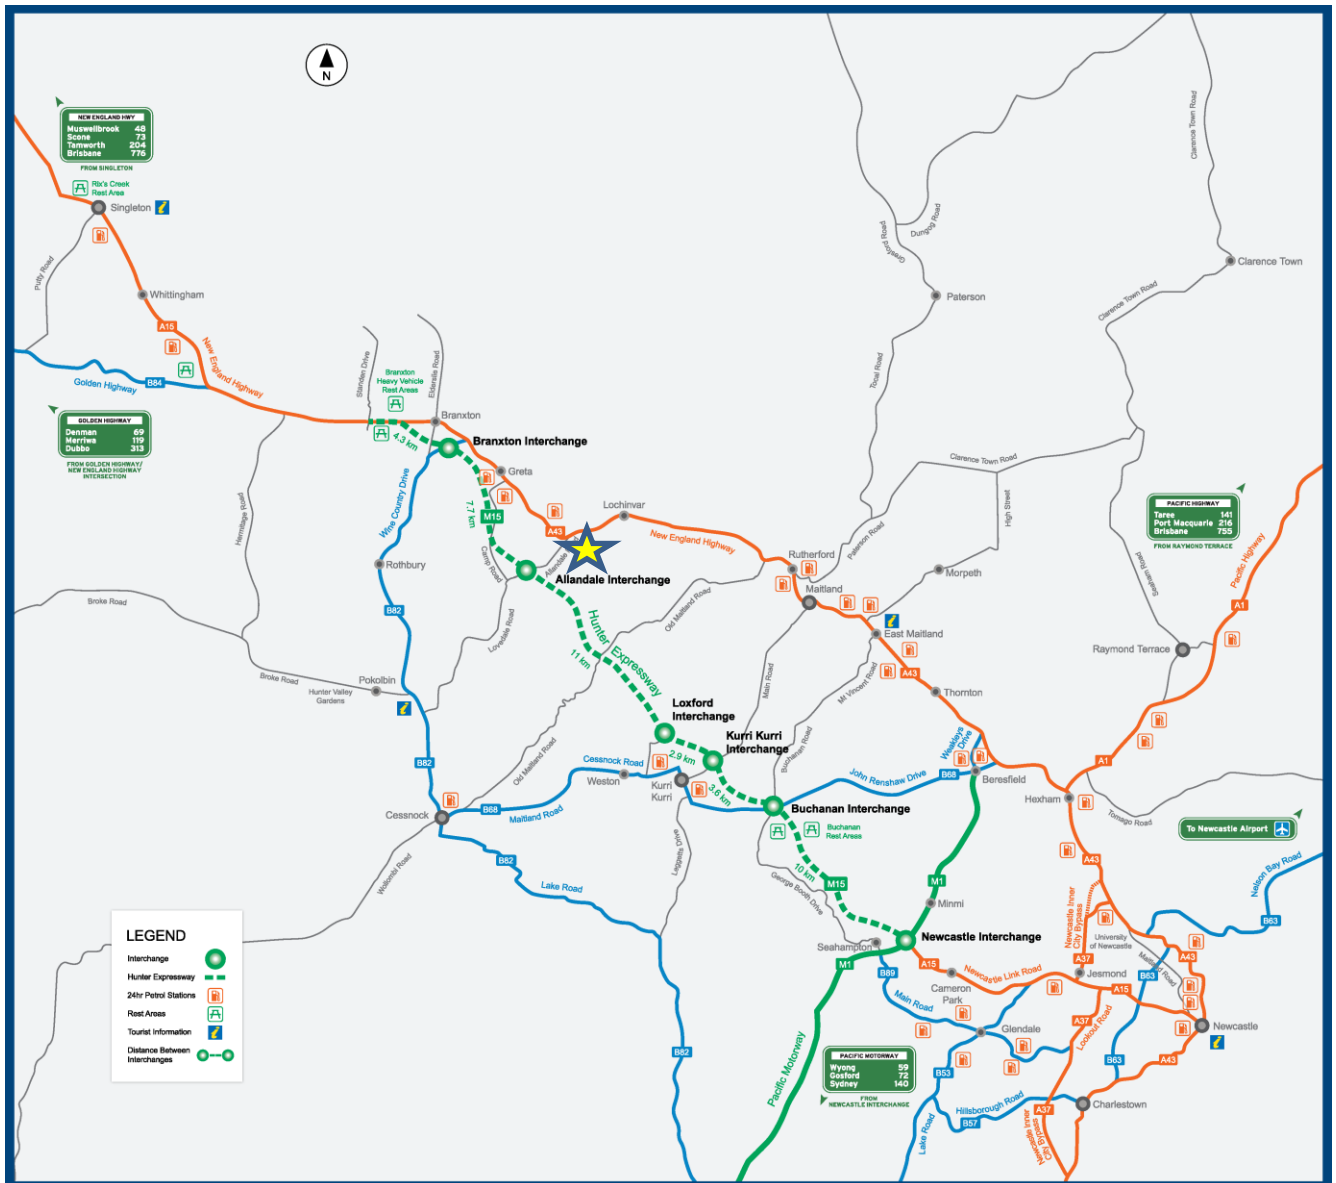 N
NEW ENGLAND HWY
Muswellbrook 48
Scone 73
Tamworth 204
Brisbane 776
FROM SINGLETON
Rix's Creek
Rest Area
Singleton
Putty Road
Whittingham
A15
New England Highway
Golden Highway
B84
GOLDEN HIGHWAY
Denman 69
Merriwa 119
Dubbo 313
FROM GOLDEN HIGHWAY/
NEW ENGLAND HIGHWAY
INTERSECTION
Standen Drive
Elderslie Road
Branxton
Heavy Vehicle
Rest Areas
Branxton
4.3 km
Branxton Interchange
Greta
Wine Country Drive
7.7 km
M15
Lochinvar
A43
New England Highway
Hermitage Road
Camp Road
Allandale
Allandale Interchange
Rothbury
B82
Lovedale Road
Hunter Expressway
11 km
Old Maitland Road
Broke Road
Broke Road
Pokolbin
Hunter Valley
Gardens
B82
Old Maitland Road
Loxford
Interchange
Kurri Kurri
Interchange
2.9 km
3.6 km
Cessnock Road
Weston
Kurri
Kurri
B68
Maitland Road
Cessnock
Wollombi Road
B82
Lake Road
Leggetts Drive
Buchanan Interchange
Buchanan
Rest Areas
10 km
M15
George Booth Drive
Main Road
Buchanan Road
Mt Vincent Road
John Renshaw Drive
B68
Weakleys
Drive
Beresfield
Rutherford
Maitland
Paterson Road
Morpeth
East Maitland
A43
Thornton
Clarence Town Road
Clarence Town Road
Clarence Town Road
Clarence Town
Dungog Road
Gresford Road
Paterson
Tocal Road
High Street
Seaham Road
Raymond Terrace
PACIFIC HIGHWAY
Taree 141
Port Macquarie 216
Brisbane 755
FROM RAYMOND TERRACE
Pacific Highway
A1
A1
Hexham
Tomago Road
To Newcastle Airport
Nelson Bay Road
B63
A43
M1
Minmi
Newcastle Inner
City Bypass
University
of Newcastle
Maitland Road
A43
B63
Newcastle Interchange
Seahampton
M1
A15
Newcastle Link Road
A37
Jesmond
Cameron
Park
A15
B89
Main Road
Glendale
A37
Lookout Road
Newcastle
B63
A43
B53
Hillsborough Road
B57
A37
Charlestown
Newcastle Inner
City Bypass
Lake Road
Pacific Motorway
PACIFIC MOTORWAY
Wyong 59
Gosford 72
Sydney 140
FROM
NEWCASTLE INTERCHANGE
B82
LEGEND
Interchange
Hunter Expressway
24hr Petrol Stations
Rest Areas
Tourist Information
Distance Between
Interchanges